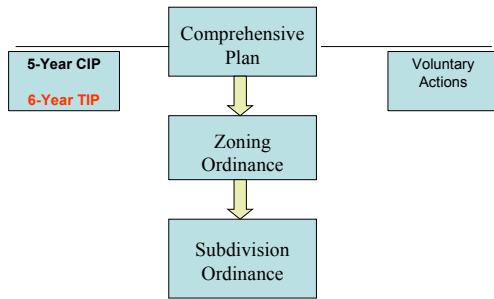 Comprehensive
Plan
5-Year CIP
6-Year TIP
Voluntary
Actions
Zoning
Ordinance
Subdivision
Ordinance